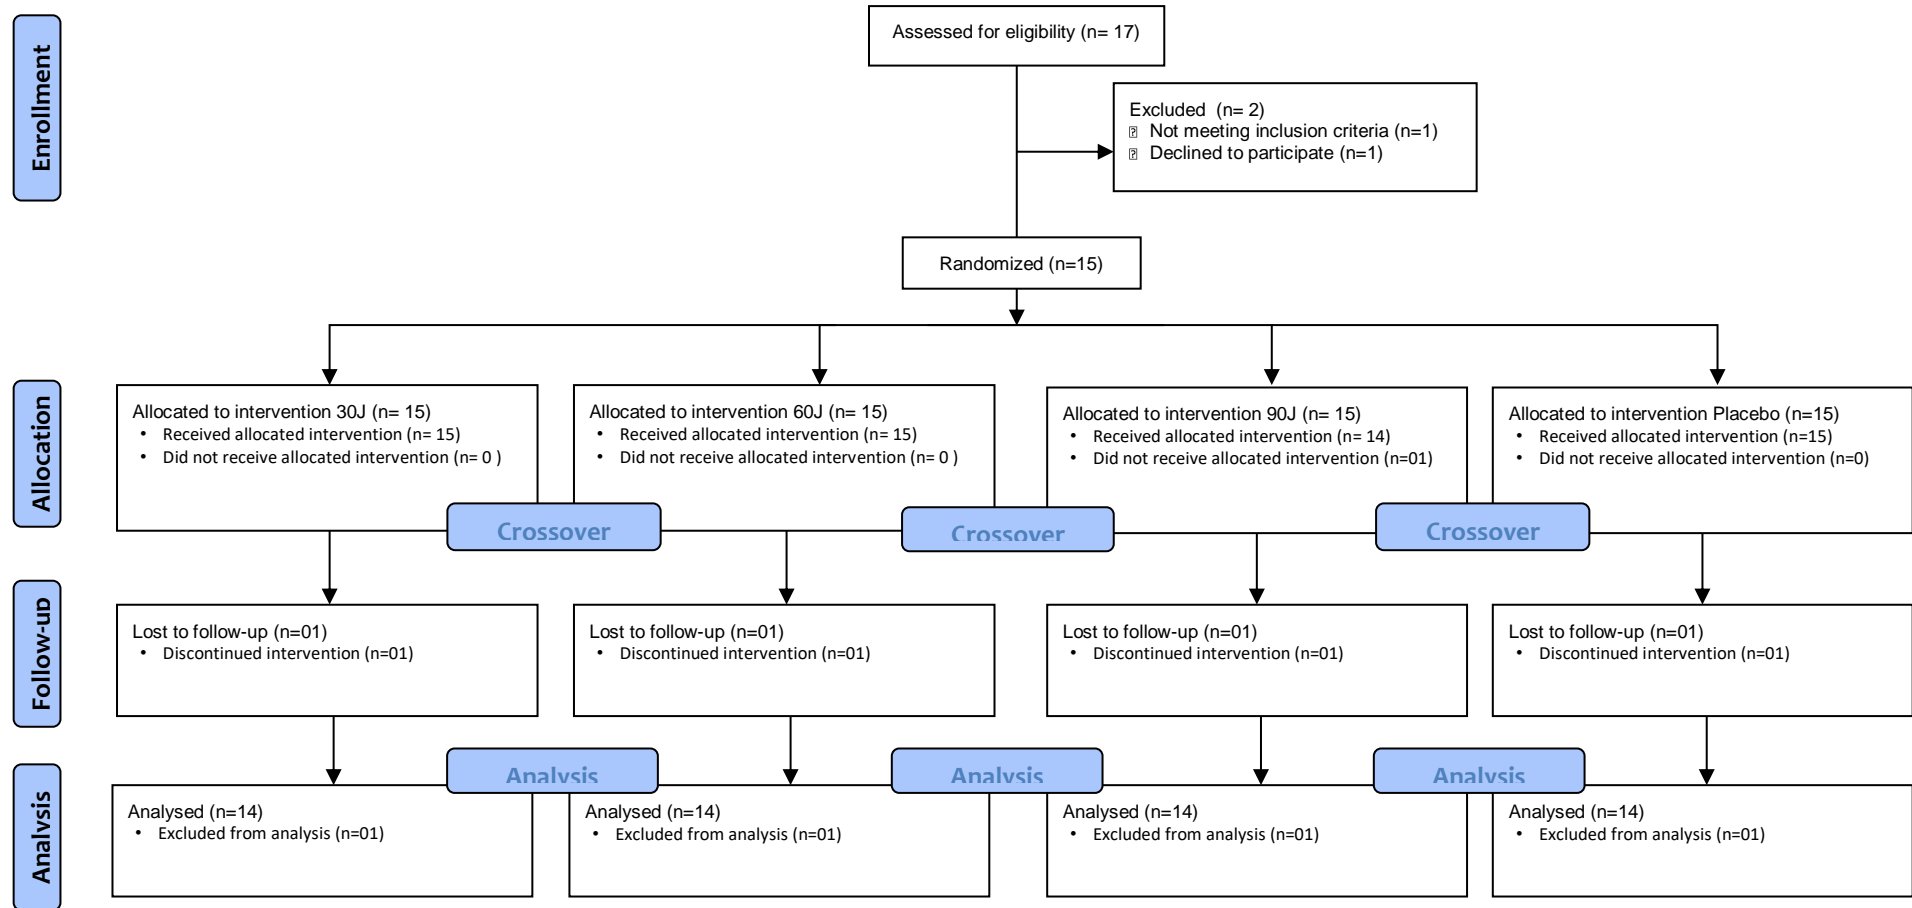 Enrollment
Assessed for eligibility (n= 17)
Excluded (n= 2)
Not meeting inclusion criteria (n=1)
Declined to participate (n=1)
Randomized (n=15)
Allocation
Allocated to intervention 30J (n= 15)
• Received allocated intervention (n= 15)
• Did not receive allocated intervention (n= 0 )
Allocated to intervention 60J (n= 15)
• Received allocated intervention (n= 15)
• Did not receive allocated intervention (n= 0 )
Allocated to intervention 90J (n= 15)
• Received allocated intervention (n= 14)
• Did not receive allocated intervention (n=01)
Allocated to intervention Placebo (n=15)
• Received allocated intervention (n=15)
• Did not receive allocated intervention (n=0)
Crossover
Crossover
Crossover
Follow-up
Lost to follow-up (n=01)
• Discontinued intervention (n=01)
Lost to follow-up (n=01)
• Discontinued intervention (n=01)
Lost to follow-up (n=01)
• Discontinued intervention (n=01)
Lost to follow-up (n=01)
• Discontinued intervention (n=01)
Analysis
Analysis
Analysis
Analysis
Analysed (n=14)
• Excluded from analysis (n=01)
Analysed (n=14)
• Excluded from analysis (n=01)
Analysed (n=14)
• Excluded from analysis (n=01)
Analysed (n=14)
• Excluded from analysis (n=01)